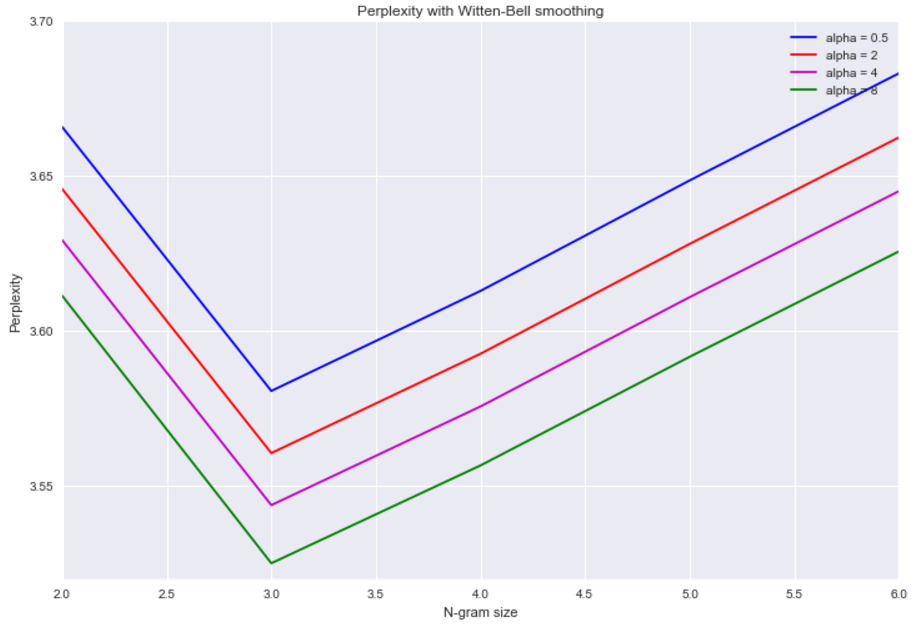 Perplexity with Witten-Bell smoothing
3.70
alpha = 0.5
alpha = 2
alpha = 4
alpha = 8
3.65
3.60
3.55
Perplexity
2.0 2.5 3.0 3.5 4.0 4.5 5.0 5.5 6.0
N-gram size